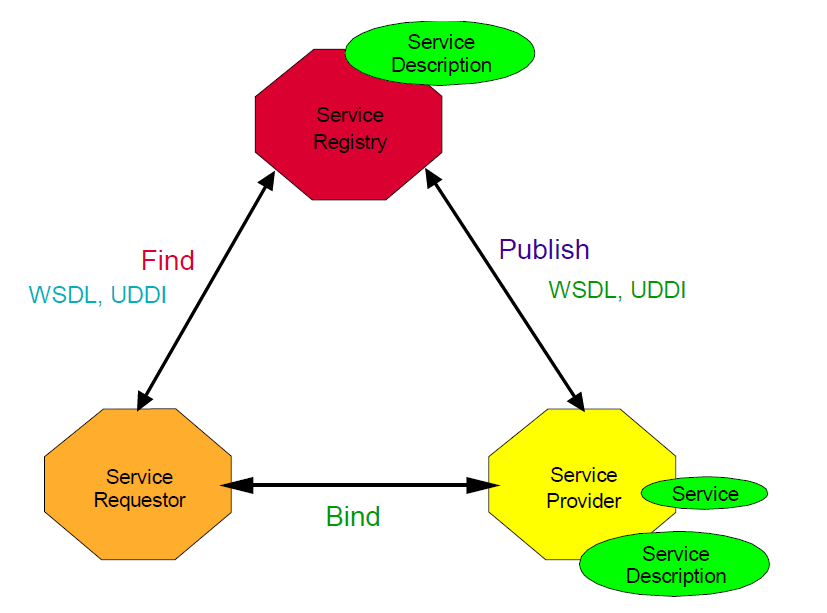 Service
Description
Service
Registry
Find
WSDL, UDDI
Publish
WSDL, UDDI
Service
Requestor
Bind
Service
Provider
Service
Service
Description